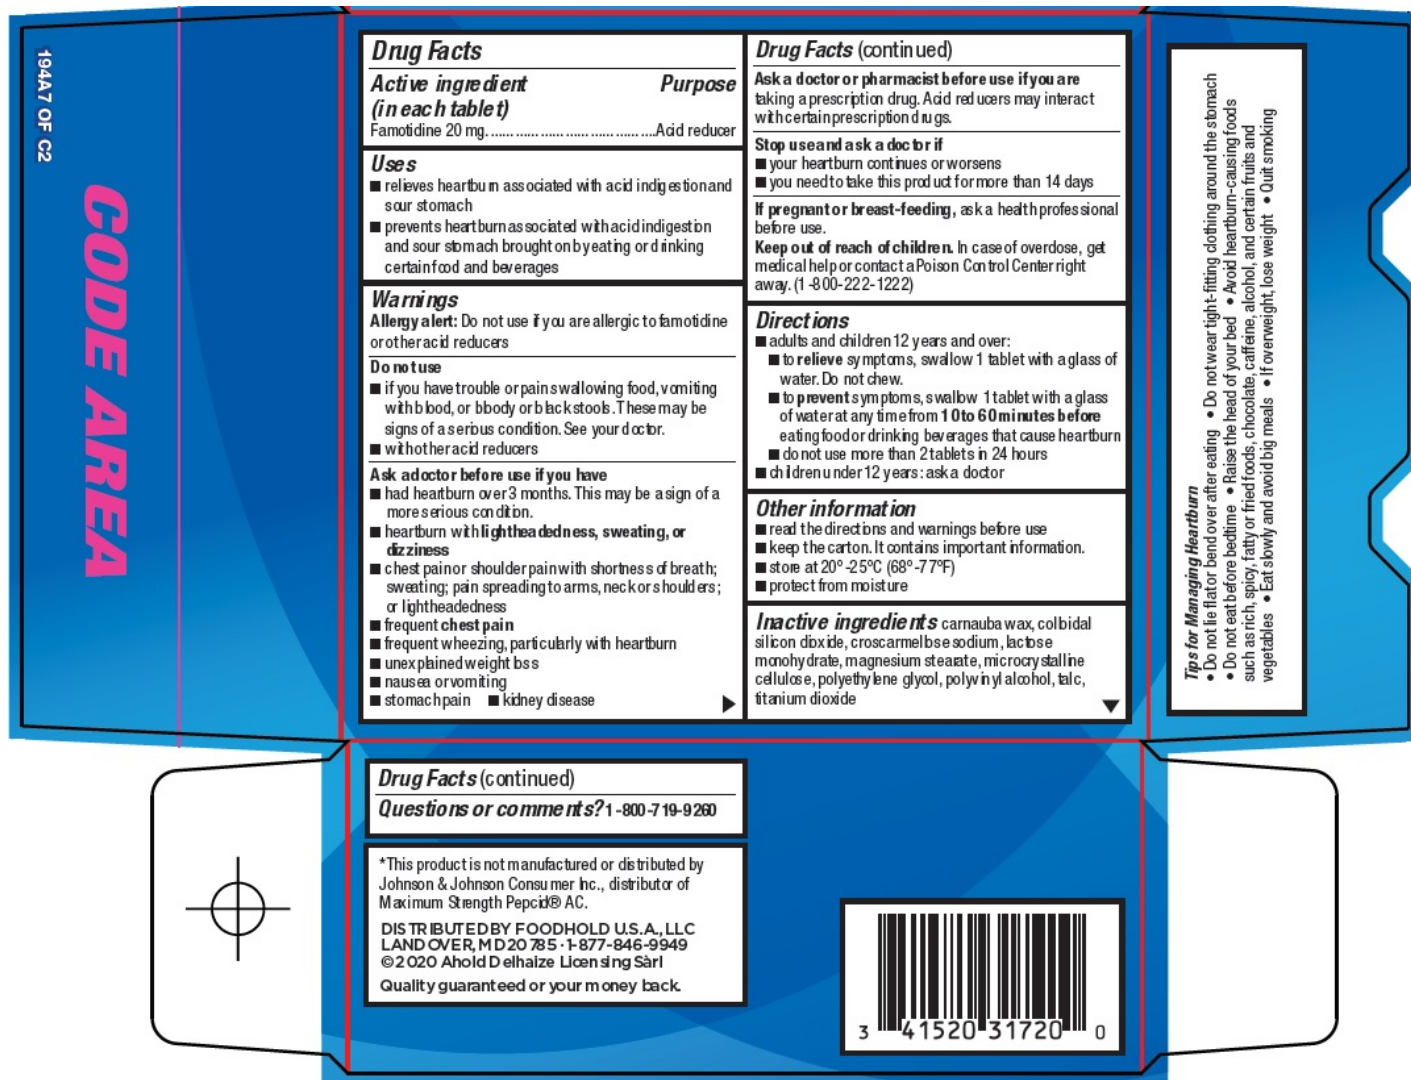 194A7 OF C2
CODE AREA
Drug Facts
Active ingredient Purpose
(in each tablet)
Famotidine 20 mg..........................................Acid reducer
Uses
■ relieves heartburn associated with acid indigestion and
sour stomach
■ prevents heartburn associated with acid indigestion
and sour stomach brought on by eating or drinking
certain food and beverages
Warnings
Allergy alert: Do not use if you are allergic to famotidine
or other acid reducers
Do not use
■ if you have trouble or pain swallowing food, vomiting
with blood, or bloody or black stools. These may be
signs of a serious condition. See your doctor.
■ with other acid reducers
Ask a doctor before use if you have
■ had heartburn over 3 months. This may be a sign of a
more serious condition.
■ heartburn with lightheadedness, sweating, or
dizziness
■ chest pain or shoulder pain with shortness of breath;
sweating; pain spreading to arms, neck or shoulders;
or lightheadedness
■ frequent chest pain
■ frequent wheezing, particularly with heartburn
■ unexplained weight loss
■ nausea or vomiting
■ stomach pain ■ kidney disease
Drug Facts (continued)
Ask a doctor or pharmacist before use if you are
taking a prescription drug. Acid reducers may interact
with certain prescription drugs.
Stop use and ask a doctor if
■ your heartburn continues or worsens
■ you need to take this product for more than 14 days
If pregnant or breast-feeding, ask a health professional
before use.
Keep out of reach of children. In case of overdose, get
medical help or contact a Poison Control Center right
away. (1-800-222-1222)
Directions
■ adults and children 12 years and over:
■ to relieve symptoms, swallow 1 tablet with a glass of
water. Do not chew.
■ to prevent symptoms, swallow 1 tablet with a glass
of water at any time from 10 to 60 minutes before
eating food or drinking beverages that cause heartburn
■ do not use more than 2 tablets in 24 hours
■ children under 12 years: ask a doctor
Other information
■ read the directions and warnings before use
■ keep the carton. It contains important information.
■ store at 20º-25ºC (68º-77ºF)
■ protect from moisture
Inactive ingredients carnauba wax, colloidal
silicon dioxide, croscarmellose sodium, lactose
monohydrate, magnesium stearate, microcrystalline
cellulose, polyethylene glycol, polyvinyl alcohol, talc,
titanium dioxide
Tips for Managing Heartburn
• Do not lie flat or bend over after eating • Do not wear tight-fitting clothing around the stomach
• Do not eat before bedtime • Raise the head of your bed • Avoid heartburn-causing foods
such as rich, spicy, fatty or fried foods, chocolate, caffeine, alcohol, and certain fruits and
vegetables • Eat slowly and avoid big meals • If overweight, lose weight • Quit smoking
Drug Facts (continued)
Questions or comments? 1-800-719-9260
*This product is not manufactured or distributed by
Johnson & Johnson Consumer Inc., distributor of
Maximum Strength Pepcid® AC.
DISTRIBUTED BY FOODHOLD U.S.A., LLC
LANDOVER, MD 20785 · 1-877-846-9949
©2020 Ahold Delhaize Licensing Sàrl
Quality guaranteed or your money back.
3 41520 31720 0